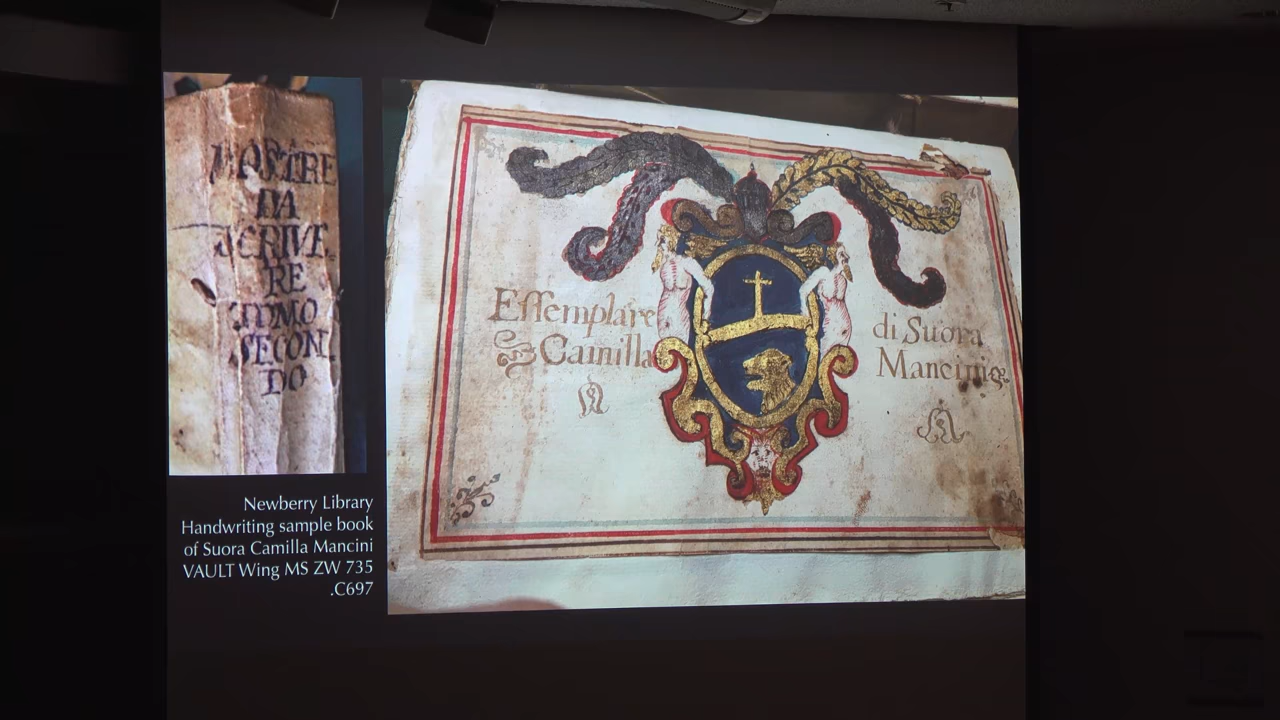 MOSTRE
DA
SCRIVE.
RE
TOMO
SECON.
DO
Newberry Library
Handwriting sample book
of Suora Camilla Mancini
VAULT Wing MS ZW 735
.C697
Essemplare di Suora
Camilla Mancini